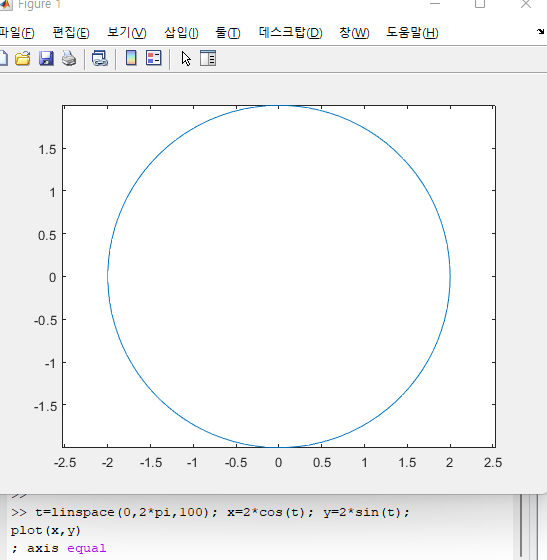 Figure 1
파일(F) 편집(E) 보기(V) 삽입(I) 툴(T) 데스크탑(D) 창(W) 도움말(H)
1.5
1
0.5
0
-0.5
-1
-1.5
-2.5 -2 -1.5 -1 -0.5 0 0.5 1 1.5 2 2.5
>>
>> t=linspace(0,2*pi,100); x=2*cos(t); y=2*sin(t);
plot(x,y)
; axis equal